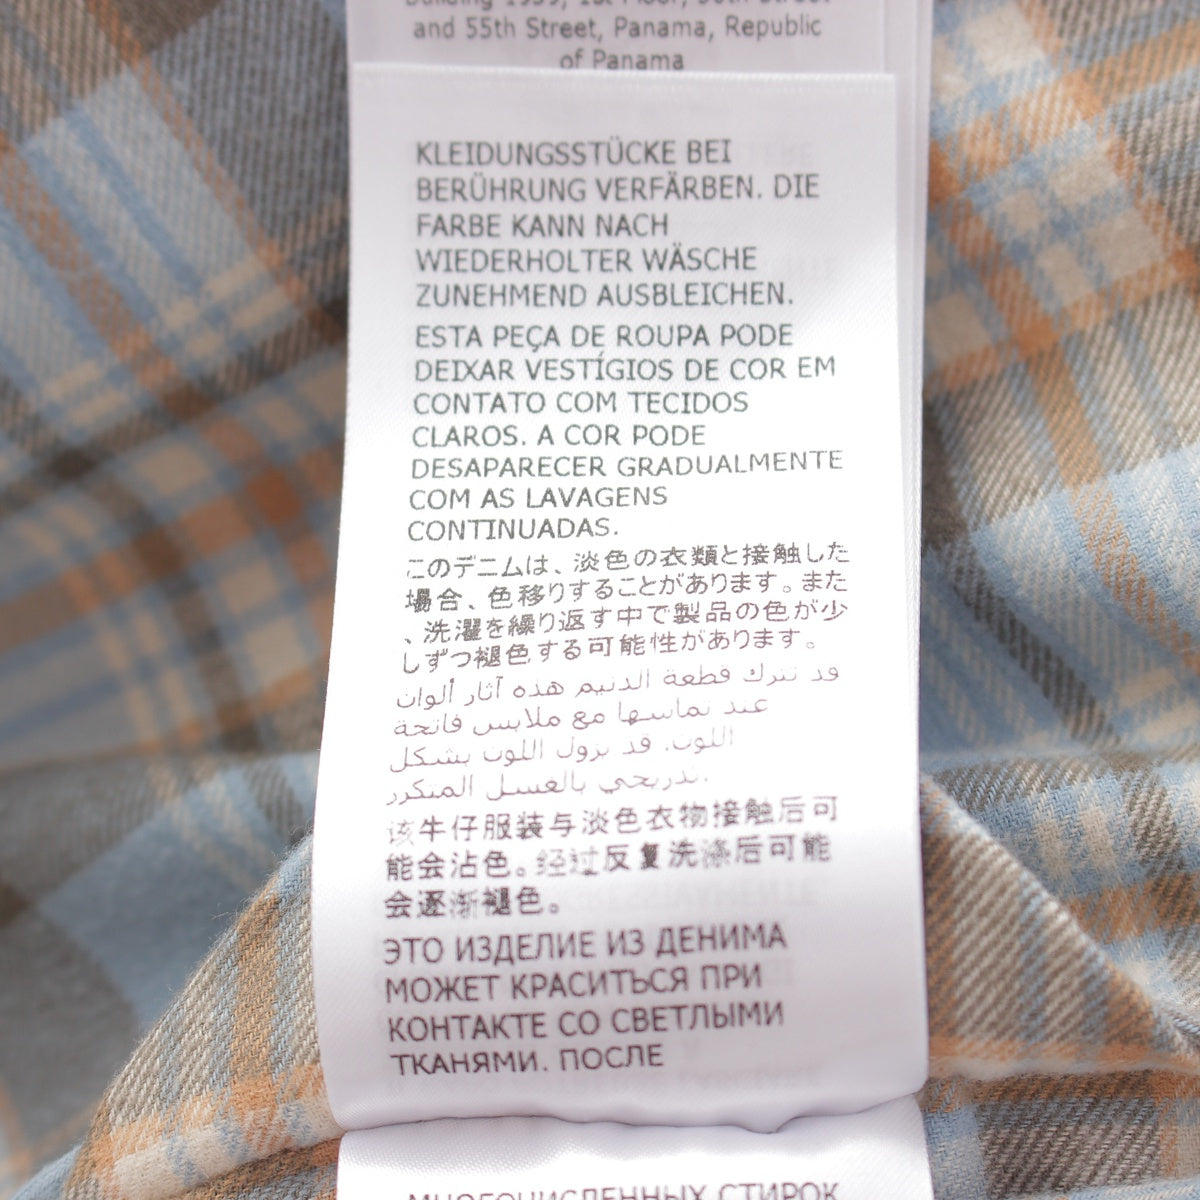 Building 1959, 1st Floor, 50th Street
and 55th Street, Panama, Republic
of Panama
KLEIDUNGSSTÜCKE BEI
BERÜHRUNG VERFÄRBEN. DIE
FARBE KANN NACH
WIEDERHOLTER WÄSCHE
ZUNEHMEND AUSBLEICHEN.
ESTA PEÇA DE ROUPA PODE
DEIXAR VESTÍGIOS DE COR EM
CONTATO COM TECIDOS
CLAROS. A COR PODE
DESAPARECER GRADUALMENTE
COM AS LAVAGENS
CONTINUADAS.
このデニムは、淡色の衣類と接触した
場合、色移りすることがあります。また
、洗濯を繰り返す中で製品の色が少
しずつ褪色する可能性があります。
قد تترك قطعة الدنيم هذه آثار ألوان
عند تماسها مع ملابس فاتحة
اللون. قد يزول اللون بشكل
تدريجي بالغسل المتكرر.
该牛仔服装与淡色衣物接触后可
能会沾色。经过反复洗涤后可能
会逐渐褪色。
ЭТО ИЗДЕЛИЕ ИЗ ДЕНИМА
МОЖЕТ КРАСИТЬСЯ ПРИ
КОНТАКТЕ СО СВЕТЛЫМИ
ТКАНЯМИ. ПОСЛЕ
МНОГОЧИСЛЕННЫХ СТИРОК